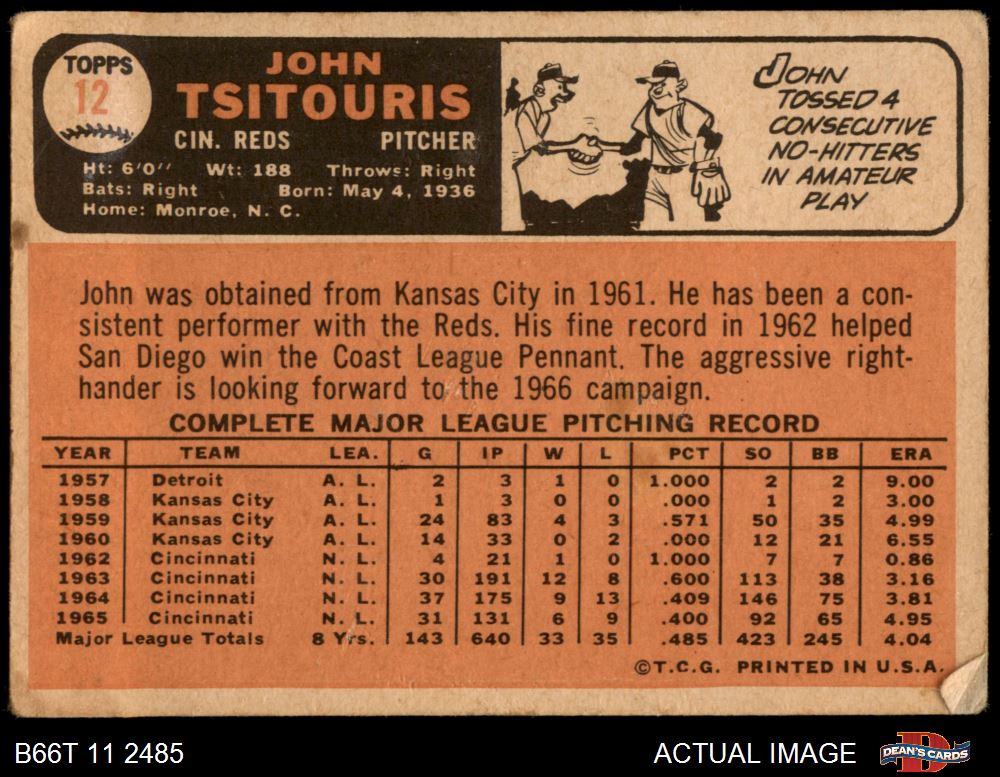 TOPPS
12
JOHN
TSITOURIS
CIN. REDS PITCHER
Ht: 6'0" Wt: 188 Throws: Right
Bats: Right Born: May 4, 1936
Home: Monroe, N. C.
JOHN
TOSSED 4
CONSECUTIVE
NO-HITTERS
IN AMATEUR
PLAY
John was obtained from Kansas City in 1961. He has been a con-
sistent performer with the Reds. His fine record in 1962 helped
San Diego win the Coast League Pennant. The aggressive right-
hander is looking forward to the 1966 campaign.
COMPLETE MAJOR LEAGUE PITCHING RECORD
YEAR TEAM LEA. G IP W L PCT SO BB ERA
1957 Detroit A. L. 2 3 1 0 1.000 2 2 9.00
1958 Kansas City A. L. 1 3 0 0 .000 1 2 3.00
1959 Kansas City A. L. 24 83 4 3 .571 50 35 4.99
1960 Kansas City A. L. 14 33 0 2 .000 12 21 6.55
1962 Cincinnati N. L. 4 21 1 0 1.000 7 7 0.86
1963 Cincinnati N. L. 30 191 12 8 .600 113 38 3.16
1964 Cincinnati N. L. 37 175 9 13 .409 146 75 3.81
1965 Cincinnati N. L. 31 131 6 9 .400 92 65 4.95
Major League Totals 8 Yrs. 143 640 33 35 .485 423 245 4.04
©T.C.G. PRINTED IN U.S.A.
B66T 11 2485 ACTUAL IMAGE DEAN'S CARDS